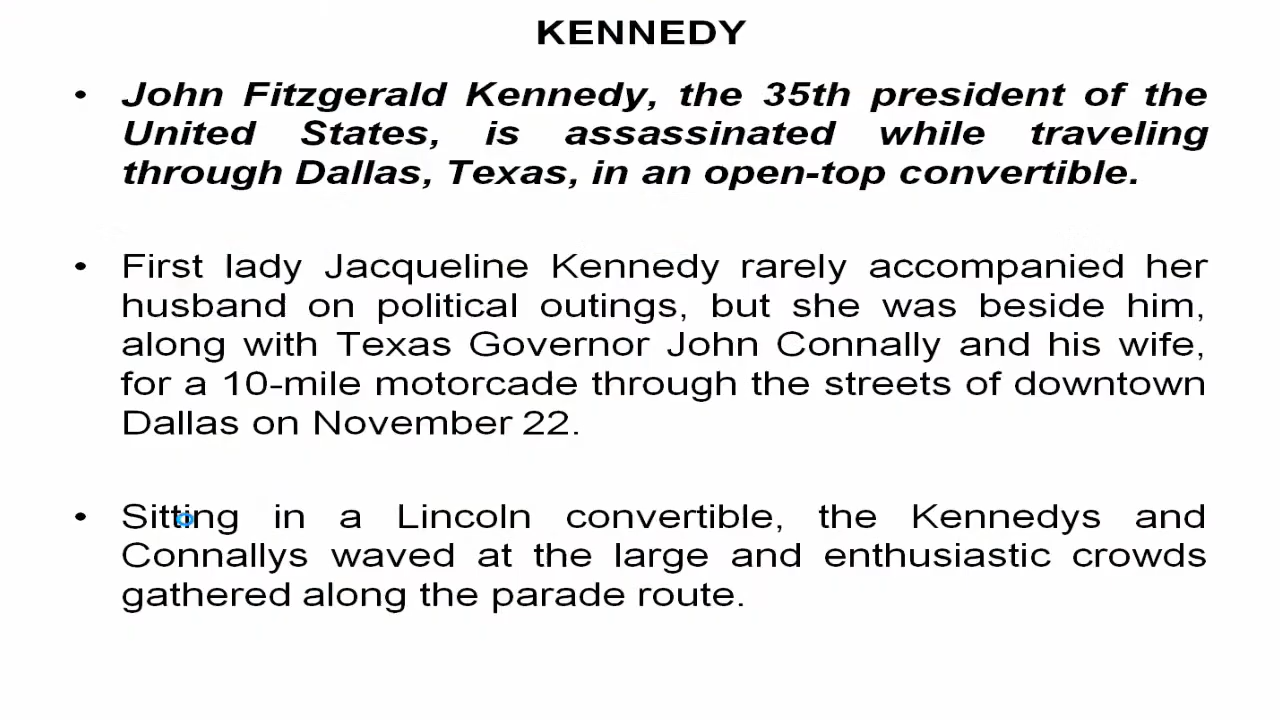 KENNEDY
• John Fitzgerald Kennedy, the 35th president of the
United States, is assassinated while traveling
through Dallas, Texas, in an open-top convertible.
• First lady Jacqueline Kennedy rarely accompanied her
husband on political outings, but she was beside him,
along with Texas Governor John Connally and his wife,
for a 10-mile motorcade through the streets of downtown
Dallas on November 22.
• Sitting in a Lincoln convertible, the Kennedys and
Connallys waved at the large and enthusiastic crowds
gathered along the parade route.